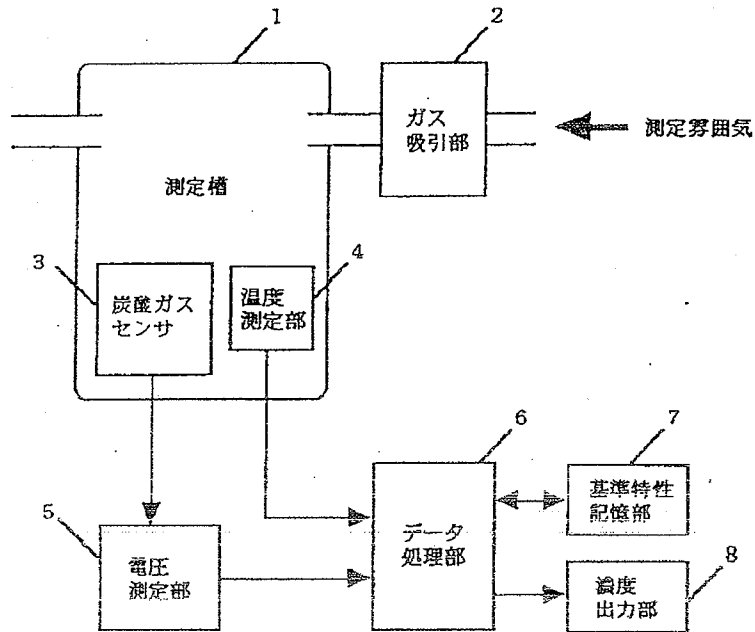 1
2
ガス
吸引部
測定雰囲気
測定槽
3
4
炭酸ガス
センサ
温度
測定部
6
7
基準特性
記憶部
5
データ
処理部
電圧
測定部
8
濃度
出力部